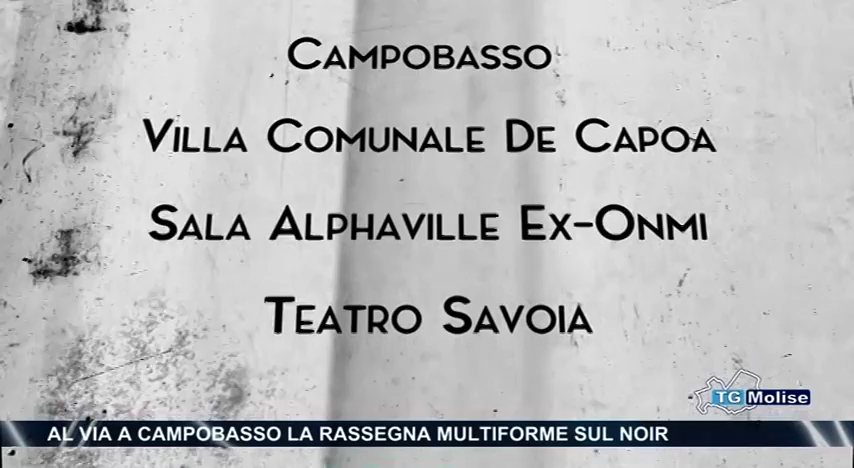 CAMPOBASSO
VILLA COMUNALE DE CAPOA
SALA ALPHAVILLE EX-ONMI
TEATRO SAVOIA
TG Molise
AL VIA A CAMPOBASSO LA RASSEGNA MULTIFORME SUL NOIR